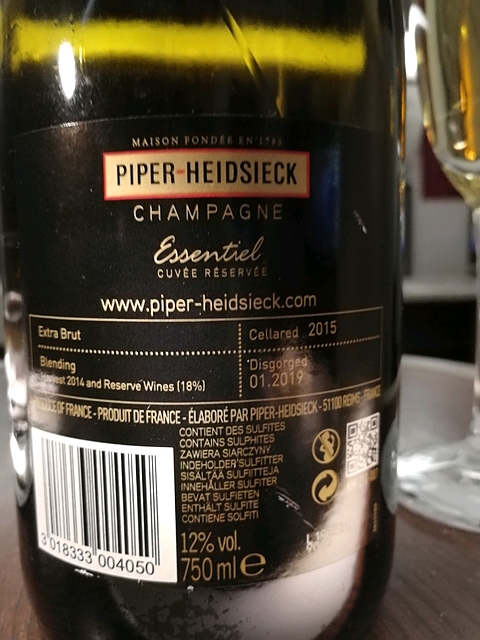 MAISON FONDÉE EN 1785
PIPER-HEIDSIECK
CHAMPAGNE
Essentiel
CUVÉE RÉSERVÉE
www.piper-heidsieck.com
Extra Brut
Cellared 2015
Blending
Harvest 2014 and Reserve Wines (18%)
Disgorged
01.2019
PRODUCE OF FRANCE - PRODUIT DE FRANCE - ÉLABORÉ PAR PIPER-HEIDSIECK - 51100 REIMS, FRANCE
CONTIENT DES SULFITES
CONTAINS SULPHITES
ZAWIERA SIARCZYNY
INDEHOLDER SULFITTER
SISÄLTÄÄ SULFIITTEJA
INNEHÅLLER SULFITER
BEVAT SULFIETEN
ENTHÄLT SULFITE
CONTIENE SOLFITI
12% vol.
750 ml e
3 018333 004050